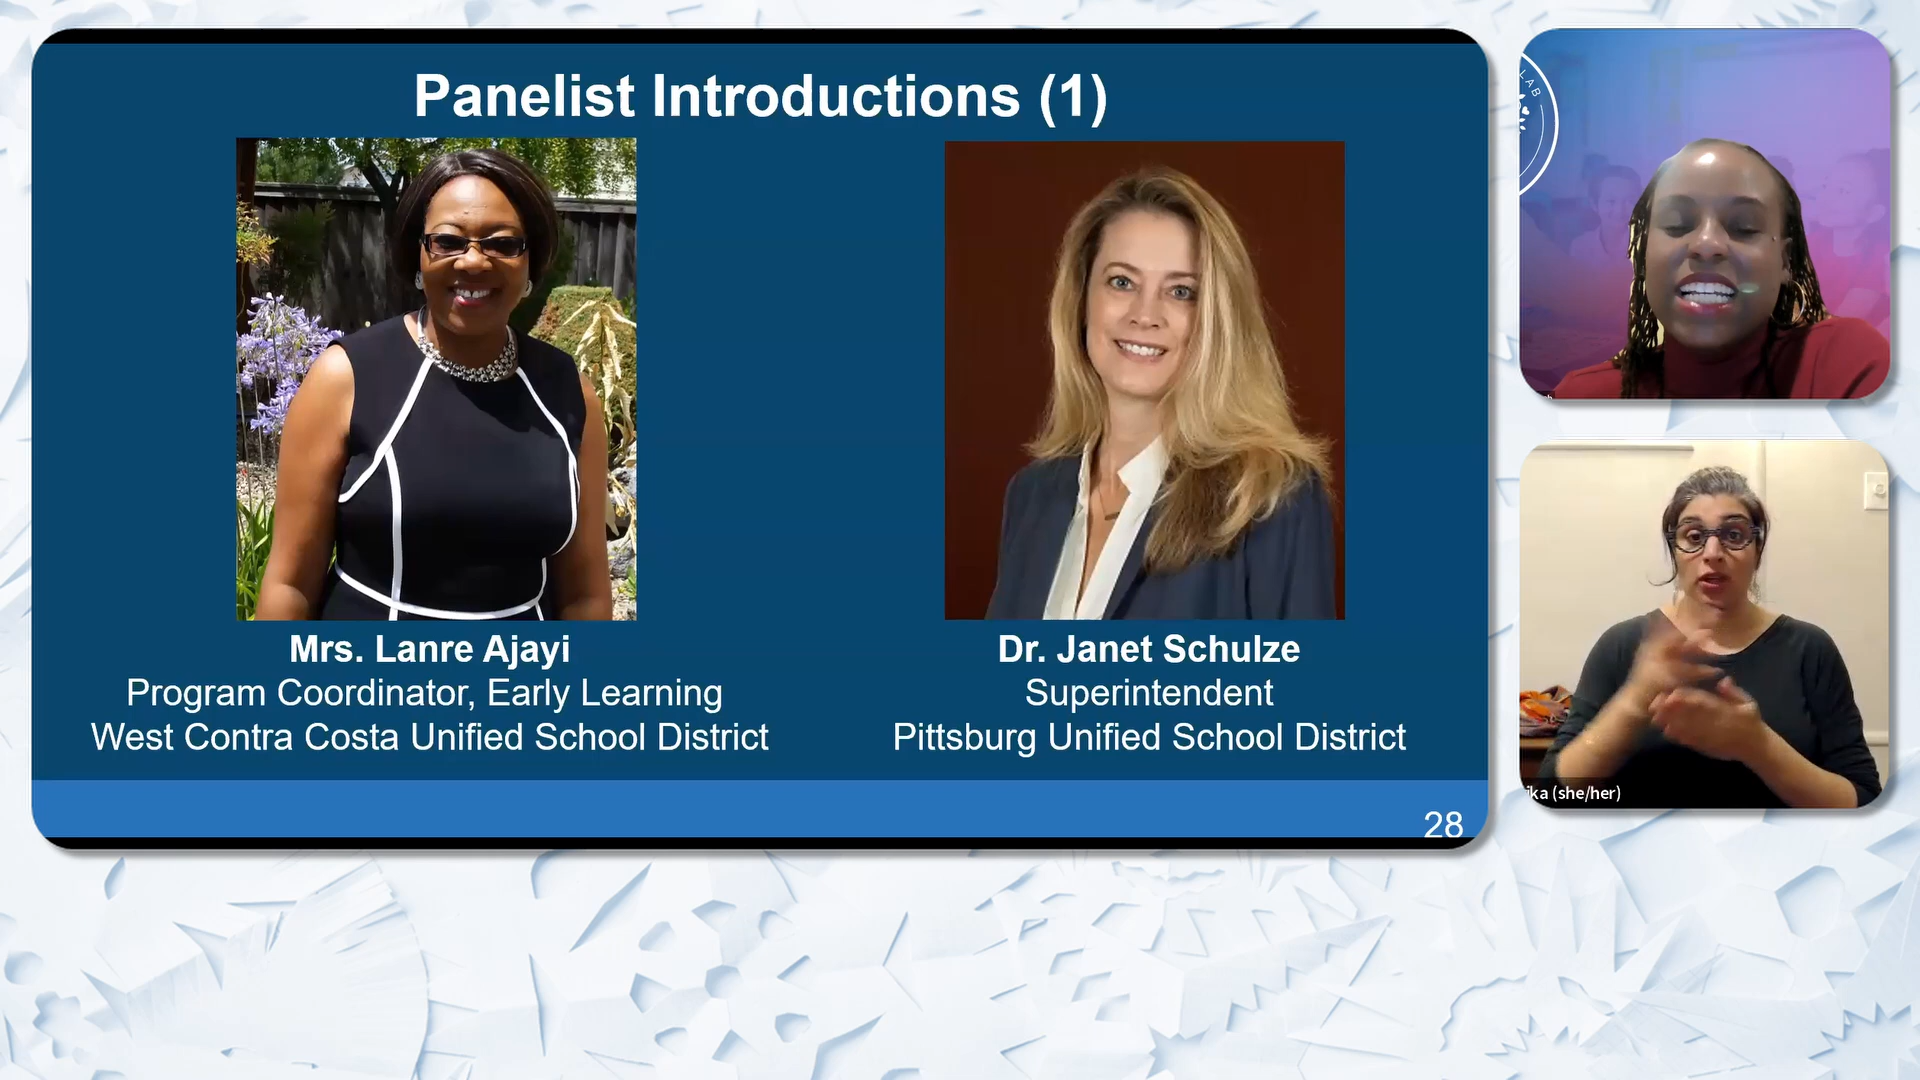 Panelist Introductions (1)
Mrs. Lanre Ajayi
Program Coordinator, Early Learning
West Contra Costa Unified School District
Dr. Janet Schulze
Superintendent
Pittsburg Unified School District
28
LAB
ika (she/her)